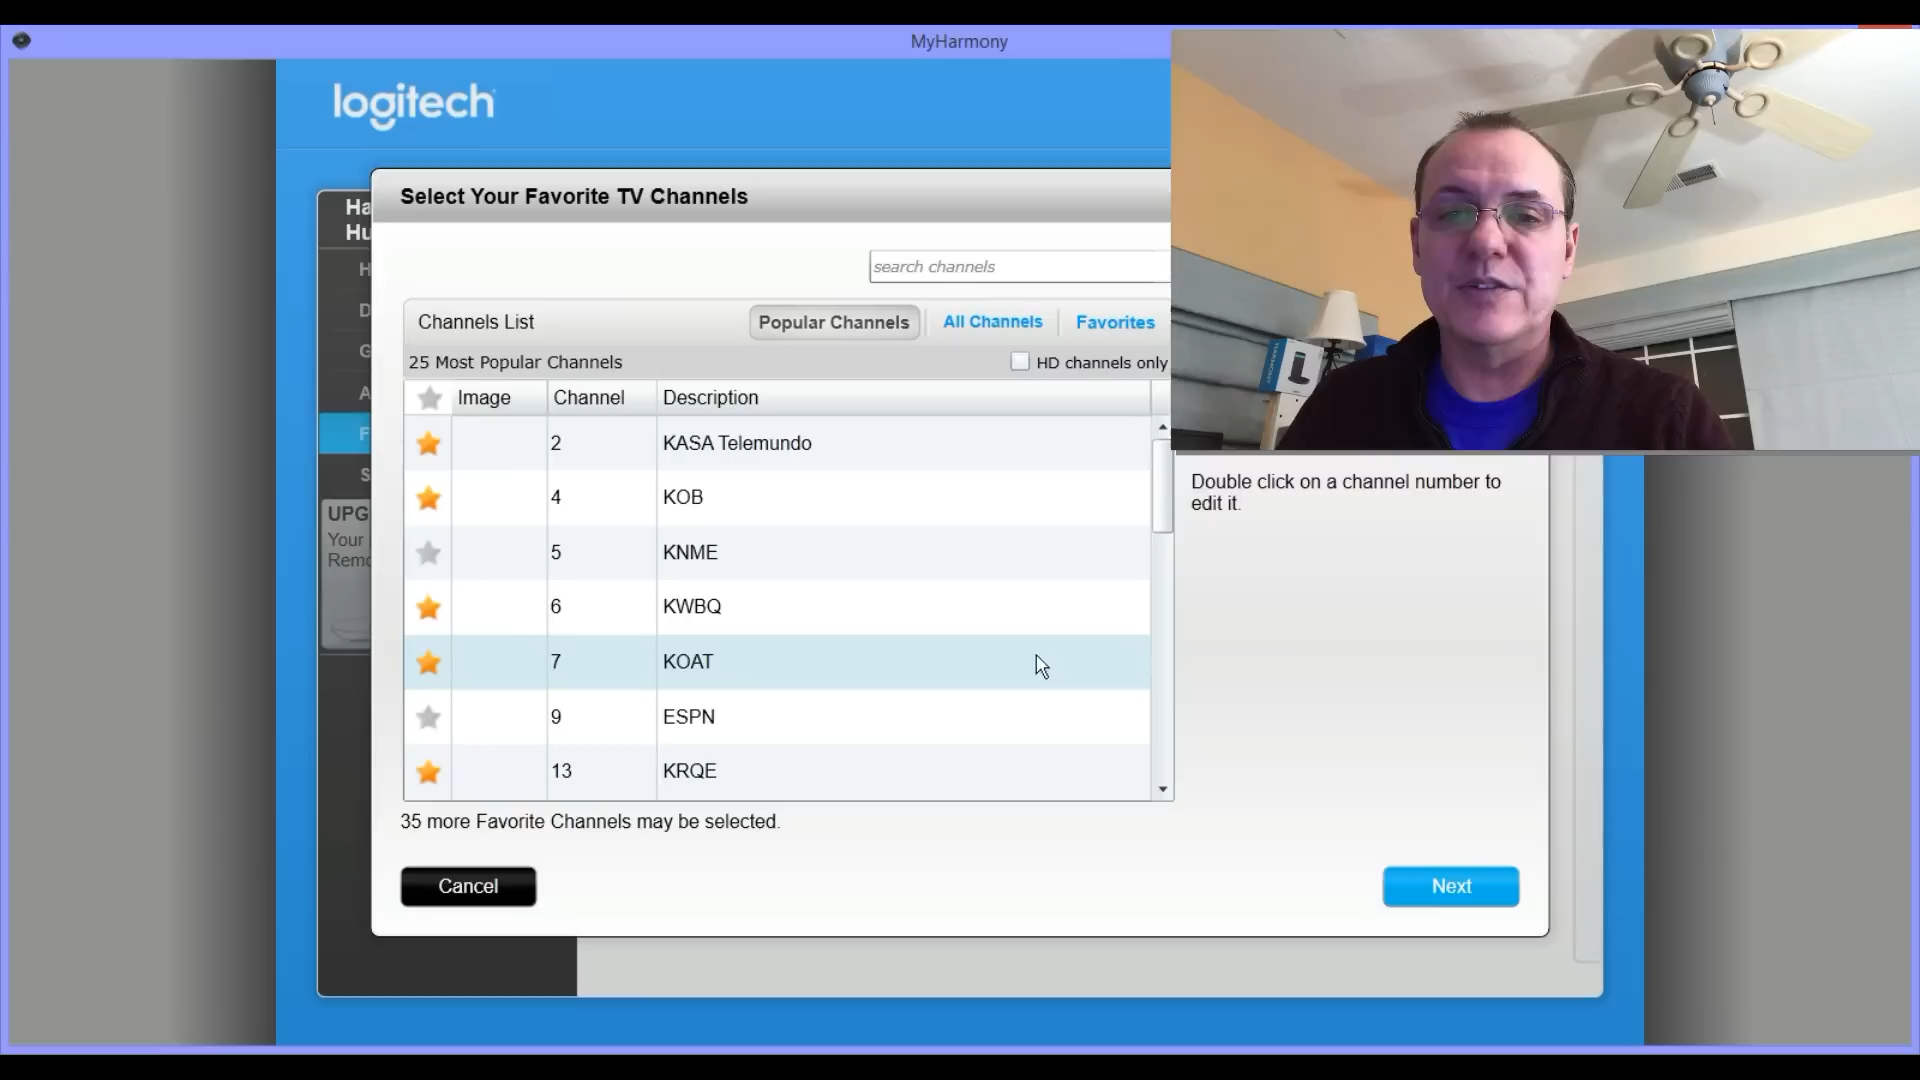 MyHarmony
logitech
Ha
Hu
H
D
G
A
F
S
UPG
Your
Remo
Select Your Favorite TV Channels
search channels
Channels List Popular Channels All Channels Favorites
25 Most Popular Channels HD channels only
Image Channel Description
2 KASA Telemundo
4 KOB
5 KNME
6 KWBQ
7 KOAT
9 ESPN
13 KRQE
35 more Favorite Channels may be selected.
Double click on a channel number to
edit it.
Cancel
Next
HARMONY